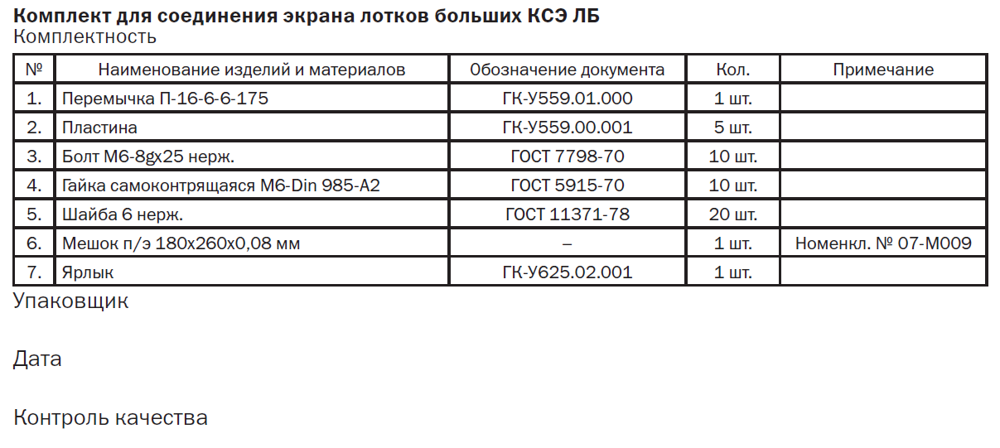 Комплект для соединения экрана лотков больших КСЭ ЛБ
Комплектность
№ Наименование изделий и материалов Обозначение документа Кол. Примечание
1. Перемычка П-16-6-6-175 ГК-У559.01.000 1 шт.
2. Пластина ГК-У559.00.001 5 шт.
3. Болт М6-8gх25 нерж. ГОСТ 7798-70 10 шт.
4. Гайка самоконтрящаяся М6-Din 985-А2 ГОСТ 5915-70 10 шт.
5. Шайба 6 нерж. ГОСТ 11371-78 20 шт.
6. Мешок п/э 180х260х0,08 мм – 1 шт. Номенкл. № 07-М009
7. Ярлык ГК-У625.02.001 1 шт.
Упаковщик
Дата
Контроль качества